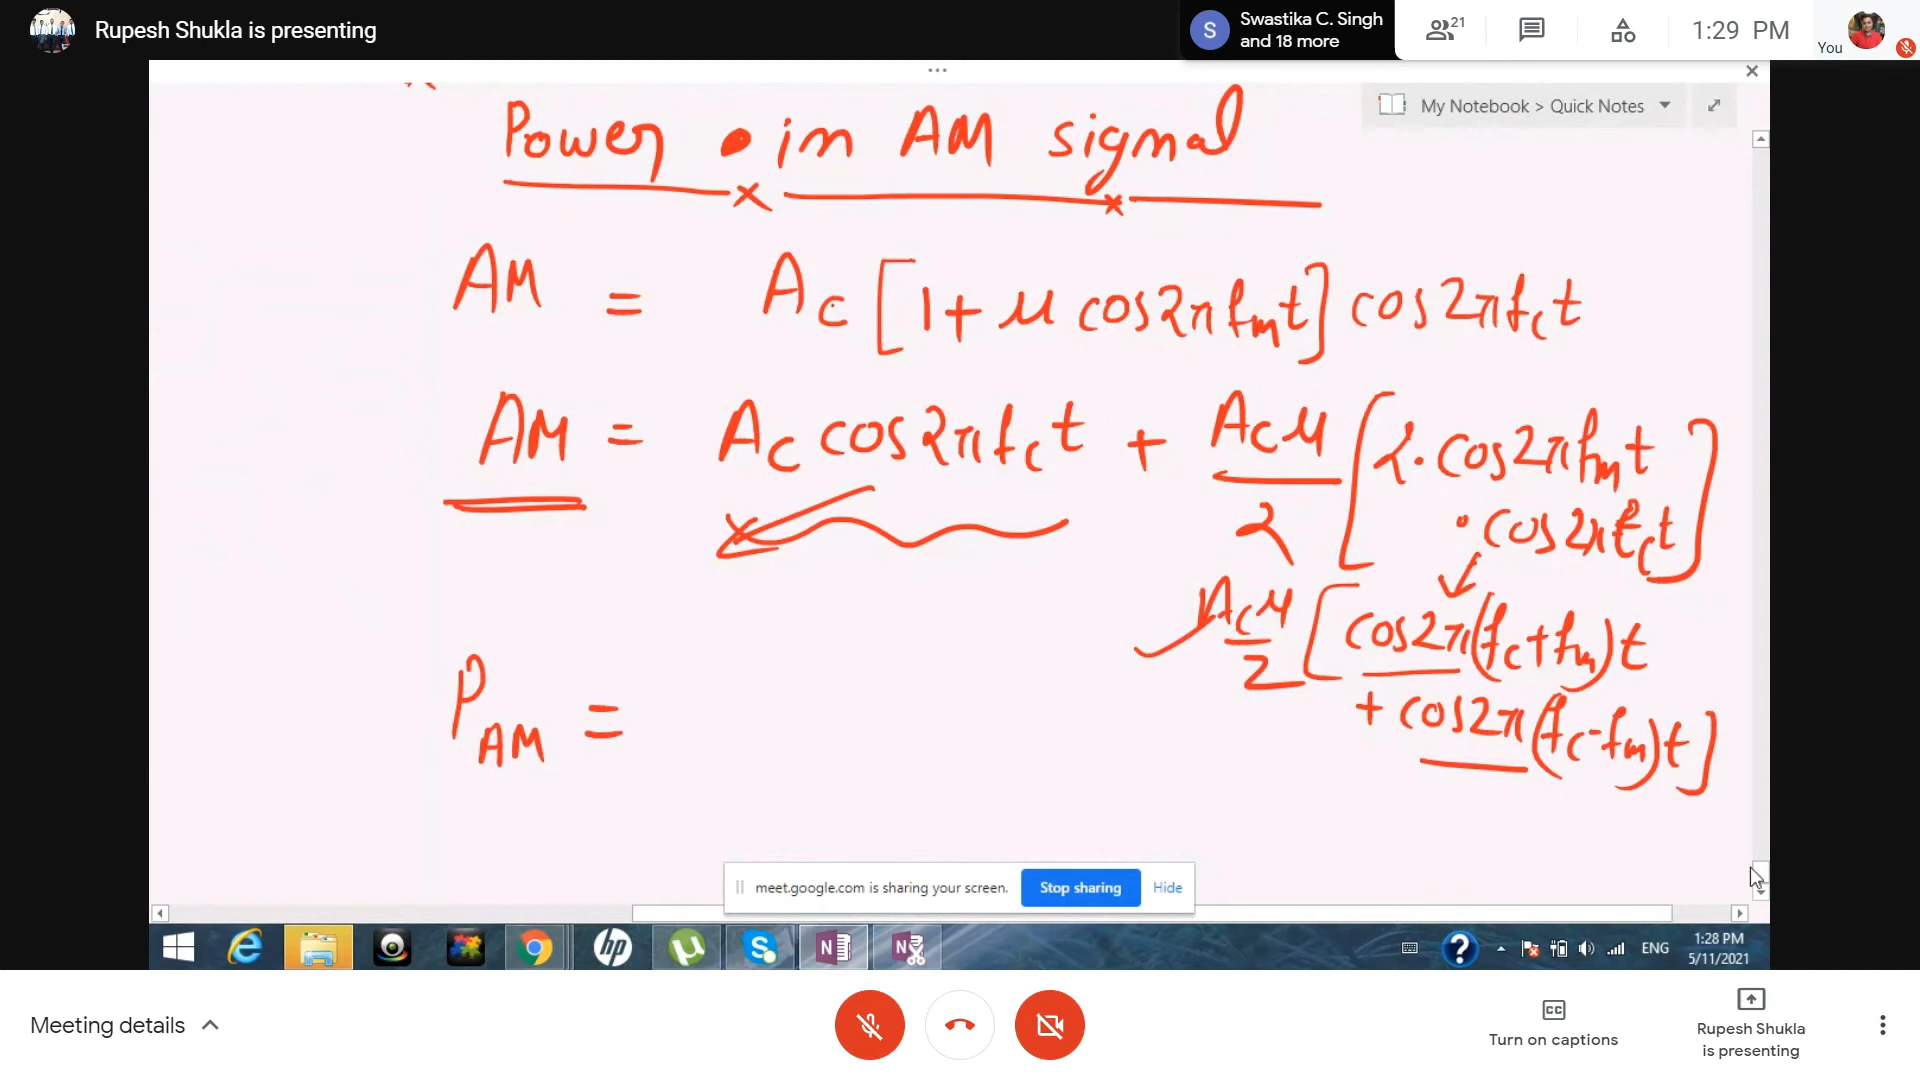 Rupesh Shukla is presenting
S
Swastika C. Singh
and 18 more
21
1:29 PM
You
My Notebook > Quick Notes
Power in AM signal
AM = Ac [1 + μ cos2πfmt] cos2πfct
AM = Ac cos2πfct + Acμ/2 [2. cos2πfmt
. cos2πfct]
Acμ/2 [cos2π(fc+fm)t
+ cos2π(fc-fm)t]
PAM =
meet.google.com is sharing your screen.
Stop sharing
Hide
ENG
1:28 PM
5/11/2021
Meeting details
Turn on captions
Rupesh Shukla
is presenting